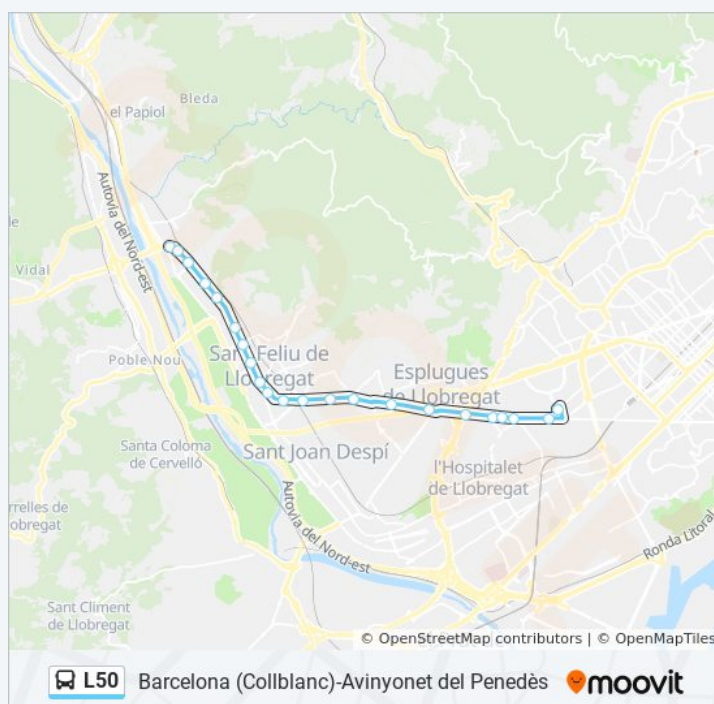 Bleda
el Papiol
Autovia del Nord-est
Vidal
Poble Nou
Sant Feliu de
Llobregat
Esplugues
de Llobregat
Santa Coloma
de Cervelló
Sant Joan Despí
l'Hospitalet
de Llobregat
rrelles de
obregat
Autovia del Nord-est
Ronda Litoral
Sant Climent
de Llobregat
© OpenStreetMap contributors | © OpenMapTiles
L50 Barcelona (Collblanc)-Avinyonet del Penedès moovit